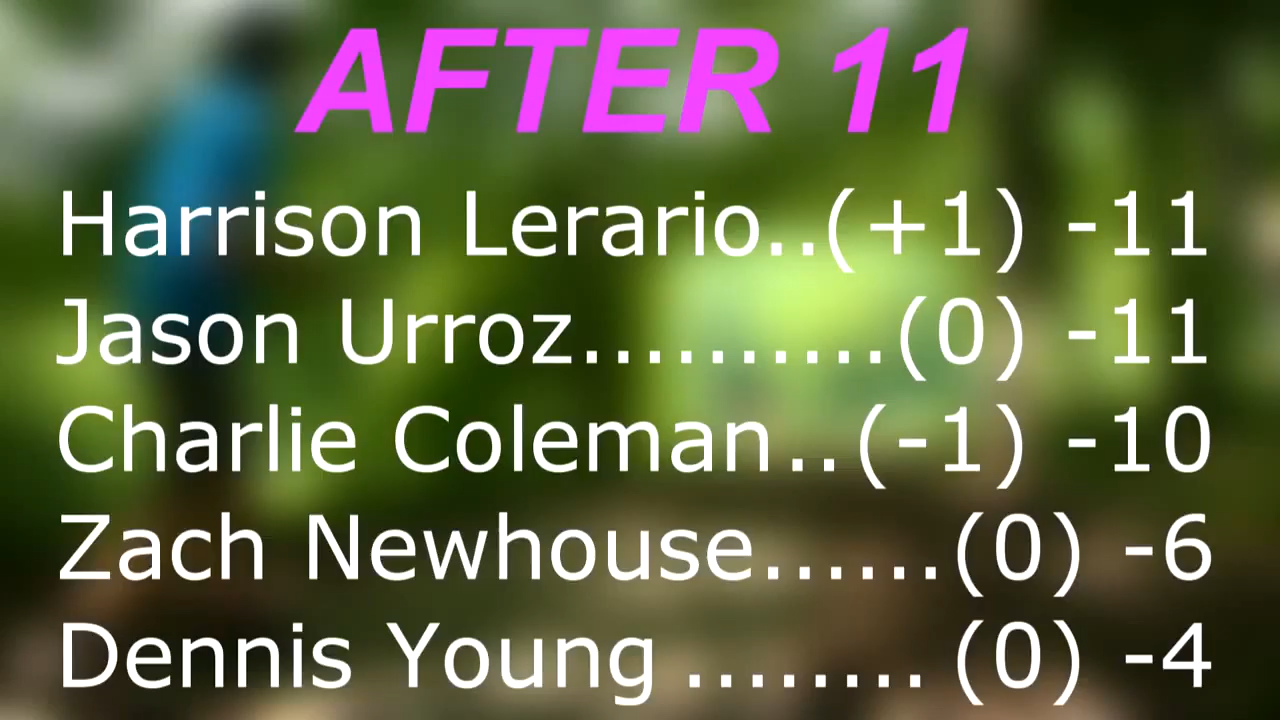 AFTER 11
Harrison Lerario..(+1) -11
Jason Urroz..........(0) -11
Charlie Coleman..(-1) -10
Zach Newhouse......(0) -6
Dennis Young ........ (0) -4